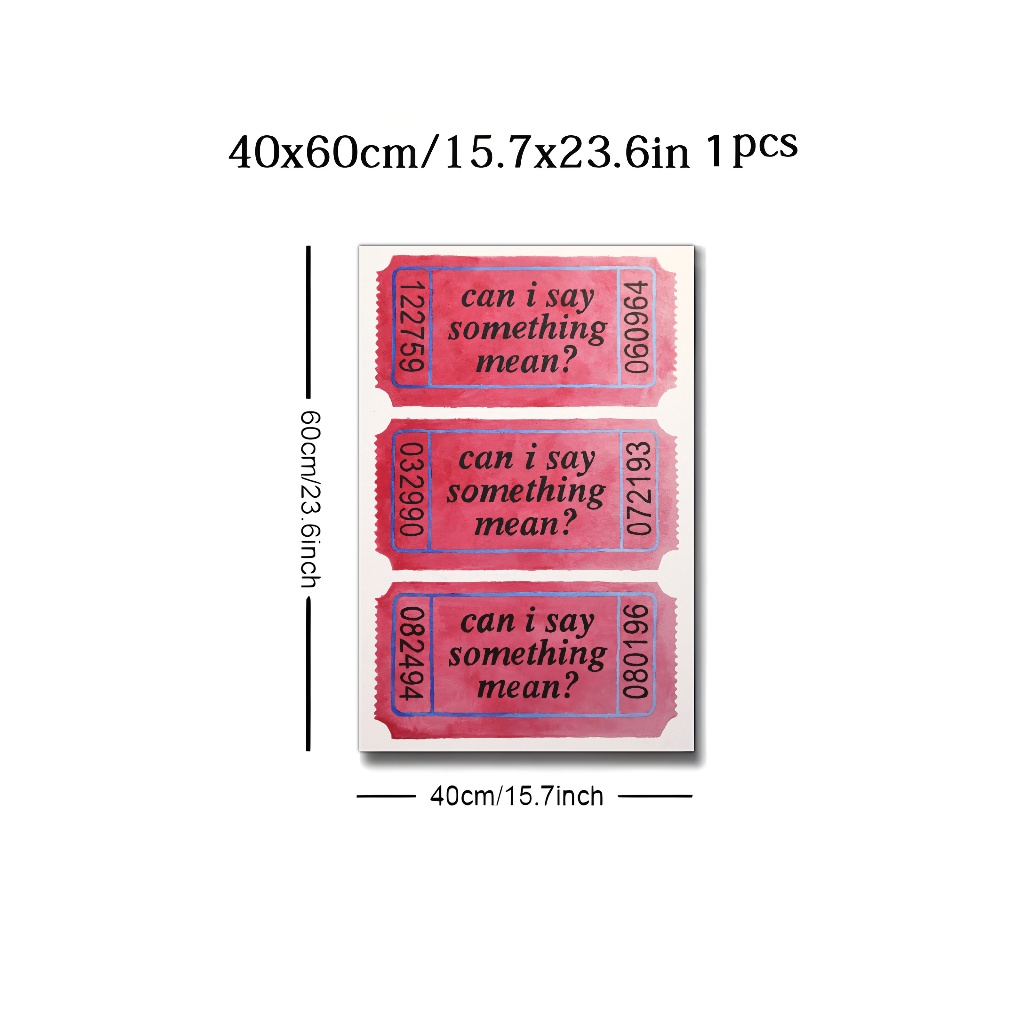 40x60cm/15.7x23.6in 1pcs
60cm/23.6inch
122759
can i say
something
mean?
060964
032990
can i say
something
mean?
072193
082494
can i say
something
mean?
080196
40cm/15.7inch